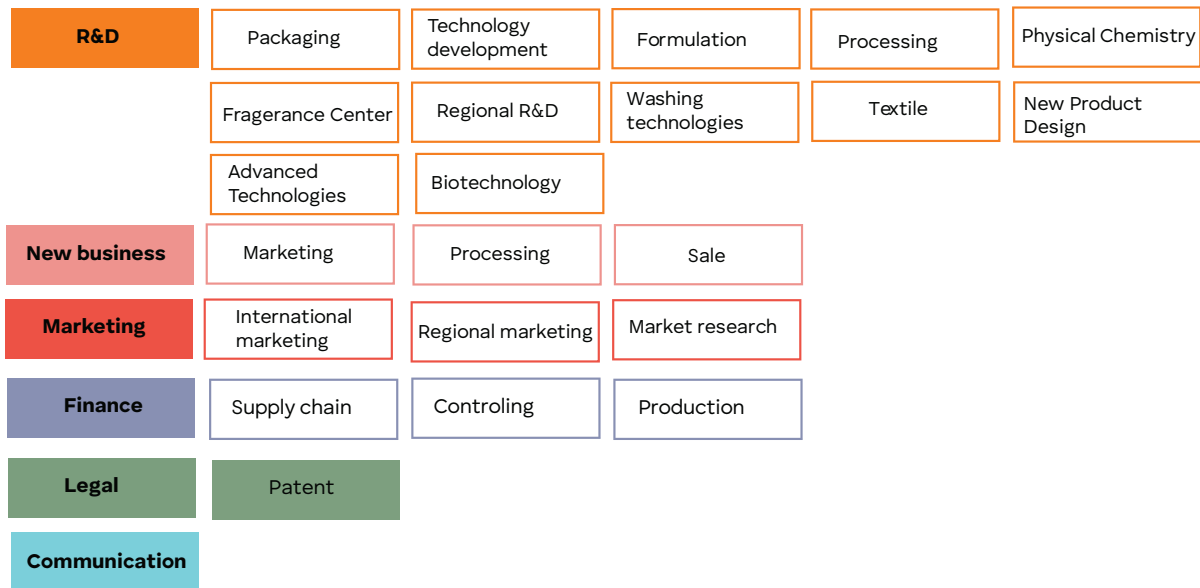 R&D
Packaging
Technology
development
Formulation
Processing
Physical Chemistry
Fragerance Center
Regional R&D
Washing
technologies
Textile
New Product
Design
Advanced
Technologies
Biotechnology
New business
Marketing
Processing
Sale
Marketing
International
marketing
Regional marketing
Market research
Finance
Supply chain
Controling
Production
Legal
Patent
Communication